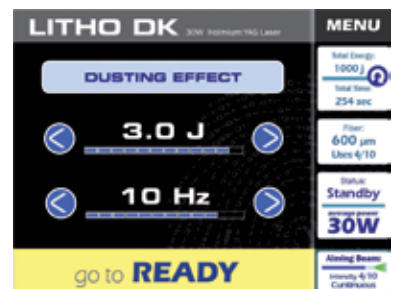 LITHO DK 30W Holmium:YAG Laser
MENU
DUSTING EFFECT
3.0 J
10 Hz
go to READY
Total Energy:
1000 J
Total Time:
254 sec
Fiber:
600 µm
Uses 4/10
Status:
Standby
average power
30W
Aiming Beam:
Intensity 4/10
Continuous